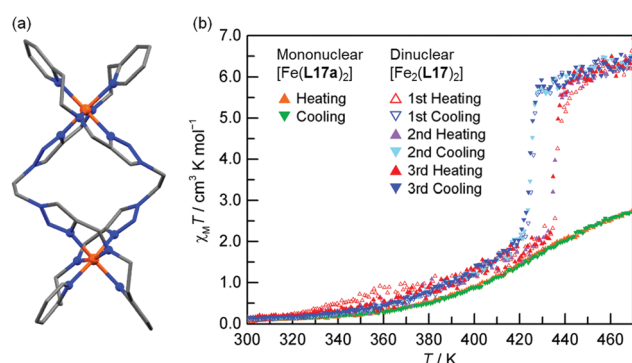 (a)
(b)
Mononuclear
[Fe(L17a)₂]
Heating
Cooling
Dinuclear
[Fe₂(L17)₂]
1st Heating
1st Cooling
2nd Heating
2nd Cooling
3rd Heating
3rd Cooling
χMT / cm³ K mol⁻¹
7.0
6.0
5.0
4.0
3.0
2.0
1.0
0.0
300 320 340 360 380 400 420 440 460
T / K